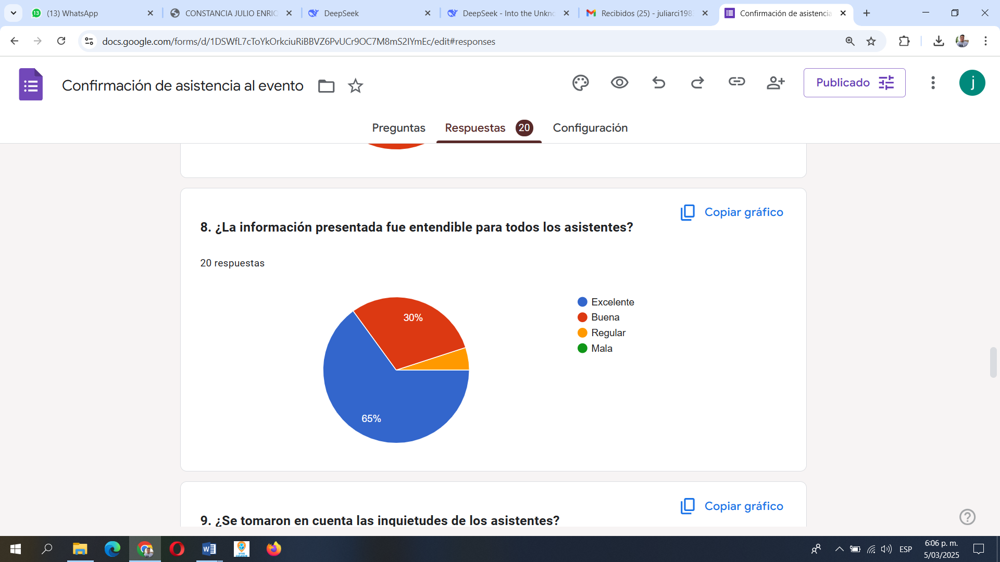 13
(13) WhatsApp
CONSTANCIA JULIO ENRIC
DeepSeek
DeepSeek - Into the Unkno
Recibidos (25) - juliarci198
Confirmación de asistencia
docs.google.com/forms/d/1DSWfL7cToYkOrkciuRiBBVZ6PvUCr9OC7M8mS2IYmEc/edit#responses
Confirmación de asistencia al evento
Publicado
j
Preguntas
Respuestas 20
Configuración
Copiar gráfico
8. ¿La información presentada fue entendible para todos los asistentes?
20 respuestas
30%
65%
Excelente
Buena
Regular
Mala
Copiar gráfico
9. ¿Se tomaron en cuenta las inquietudes de los asistentes?
ESP
6:06 p. m.
5/03/2025